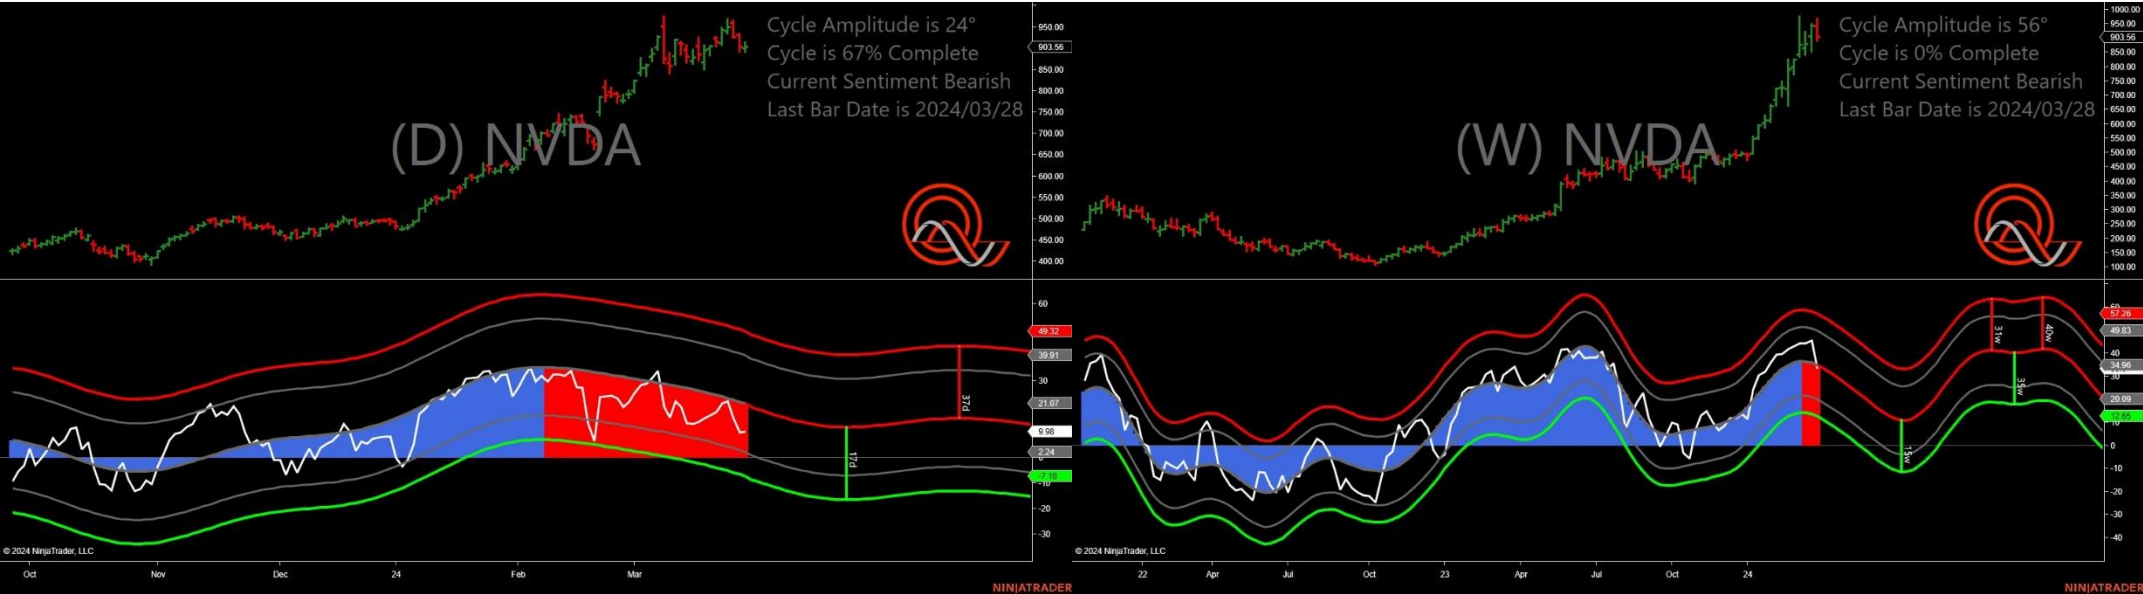 Cycle Amplitude is 24°
Cycle is 67% Complete
Current Sentiment Bearish
Last Bar Date is 2024/03/28
(D) NVDA
950.00
903.56
850.00
800.00
750.00
700.00
650.00
600.00
550.00
500.00
450.00
400.00
60
49.32
39.91
30
21.07
9.98
2.24
-7.18
-10
-20
-30
37d
17d
© 2024 NinjaTrader, LLC
Oct
Nov
Dec
24
Feb
Mar
NINJATRADER
Cycle Amplitude is 56°
Cycle is 0% Complete
Current Sentiment Bearish
Last Bar Date is 2024/03/28
(W) NVDA
1000.00
950.00
903.56
850.00
800.00
750.00
700.00
650.00
600.00
550.00
500.00
450.00
400.00
350.00
300.00
250.00
200.00
150.00
100.00
60
57.26
49.83
40
34.96
30
20.09
12.65
10
0
-10
-20
-30
-40
31w
40w
35w
15w
© 2024 NinjaTrader, LLC
22
Apr
Jul
Oct
23
Apr
Jul
Oct
24
NINJATRADER